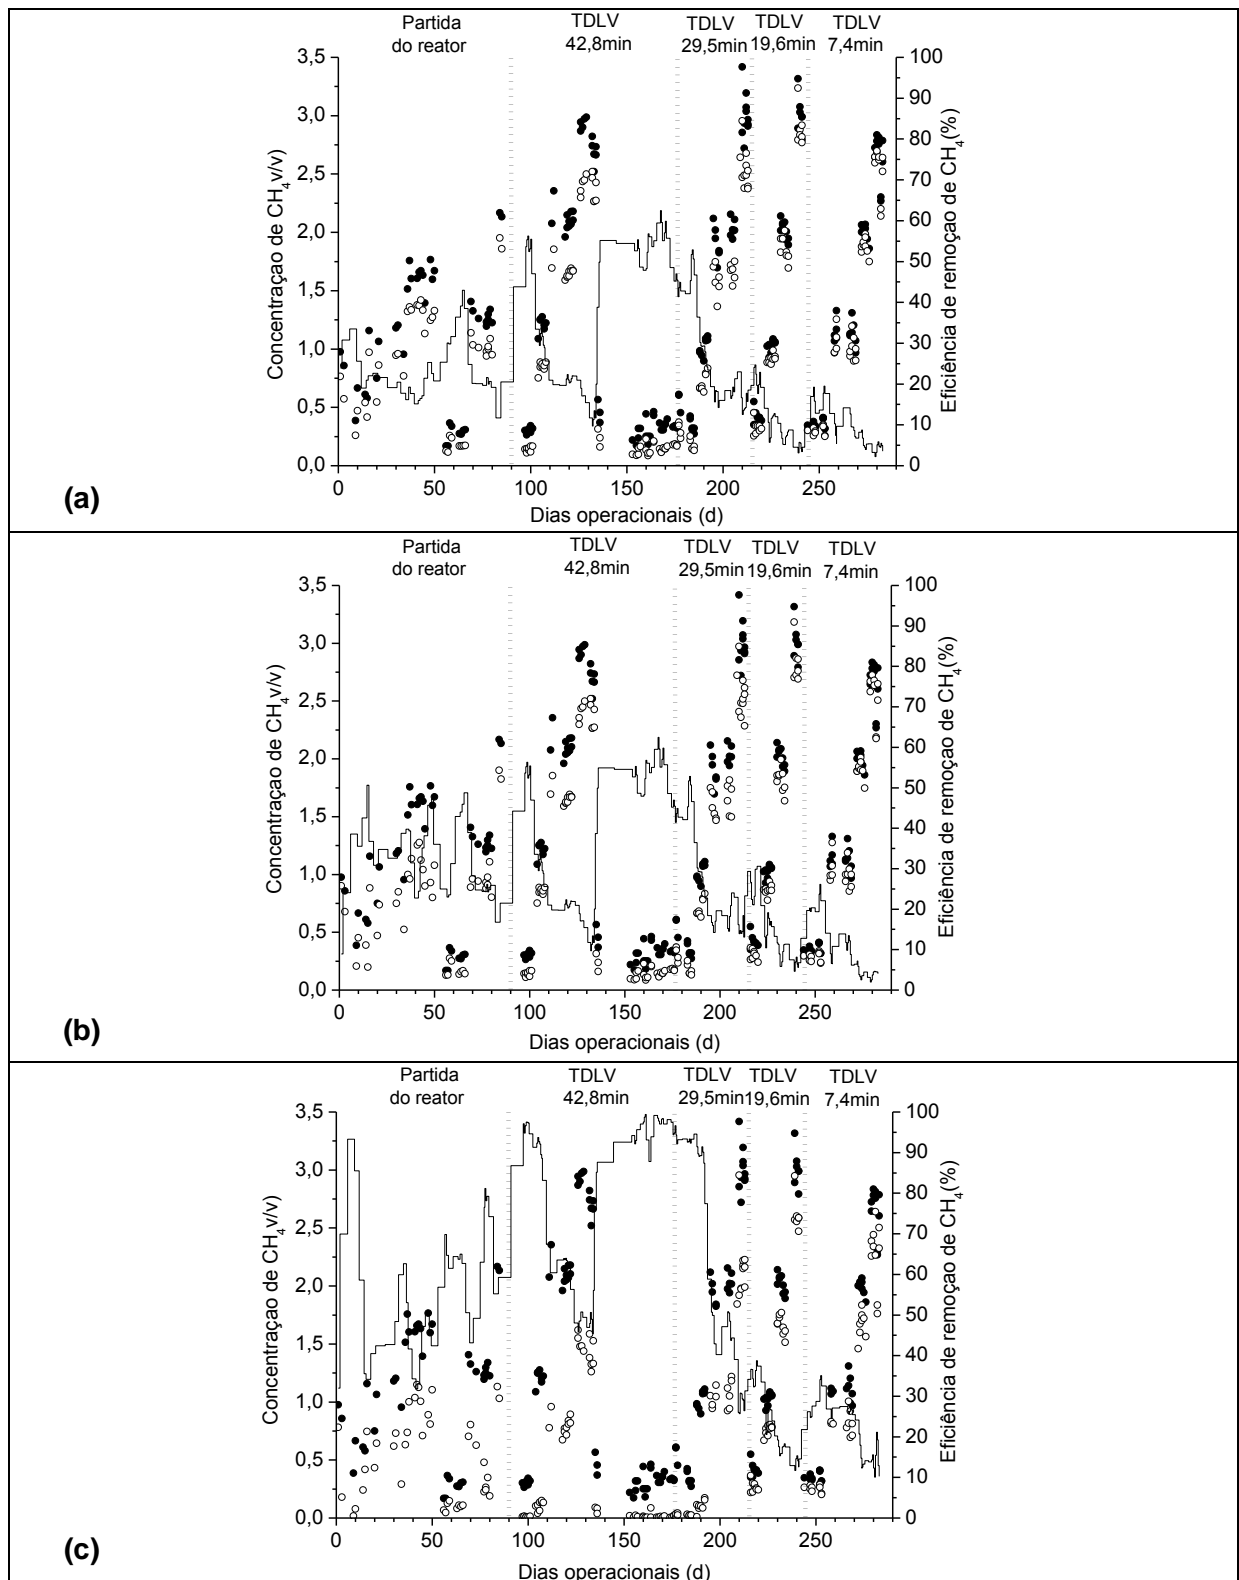 Partida
do reator
TDLV
42,8min
TDLV
29,5min
TDLV
19,6min
TDLV
7,4min
3,5
3,0
2,5
2,0
1,5
1,0
0,5
0,0
Concentraçao de CH4v/v)
100
90
80
70
60
50
40
30
20
10
0
Eficiência de remoçao de CH4(%)
0 50 100 150 200 250
Dias operacionais (d)
(a)
Partida
do reator
TDLV
42,8min
TDLV
29,5min
TDLV
19,6min
TDLV
7,4min
3,5
3,0
2,5
2,0
1,5
1,0
0,5
0,0
Concentraçao de CH4v/v)
100
90
80
70
60
50
40
30
20
10
0
Eficiência de remoçao de CH4(%)
0 50 100 150 200 250
Dias operacionais (d)
(b)
Partida
do reator
TDLV
42,8min
TDLV
29,5min
TDLV
19,6min
TDLV
7,4min
3,5
3,0
2,5
2,0
1,5
1,0
0,5
0,0
Concentraçao de CH4v/v)
100
90
80
70
60
50
40
30
20
10
0
Eficiência de remoçao de CH4(%)
0 50 100 150 200 250
Dias operacionais (d)
(c)